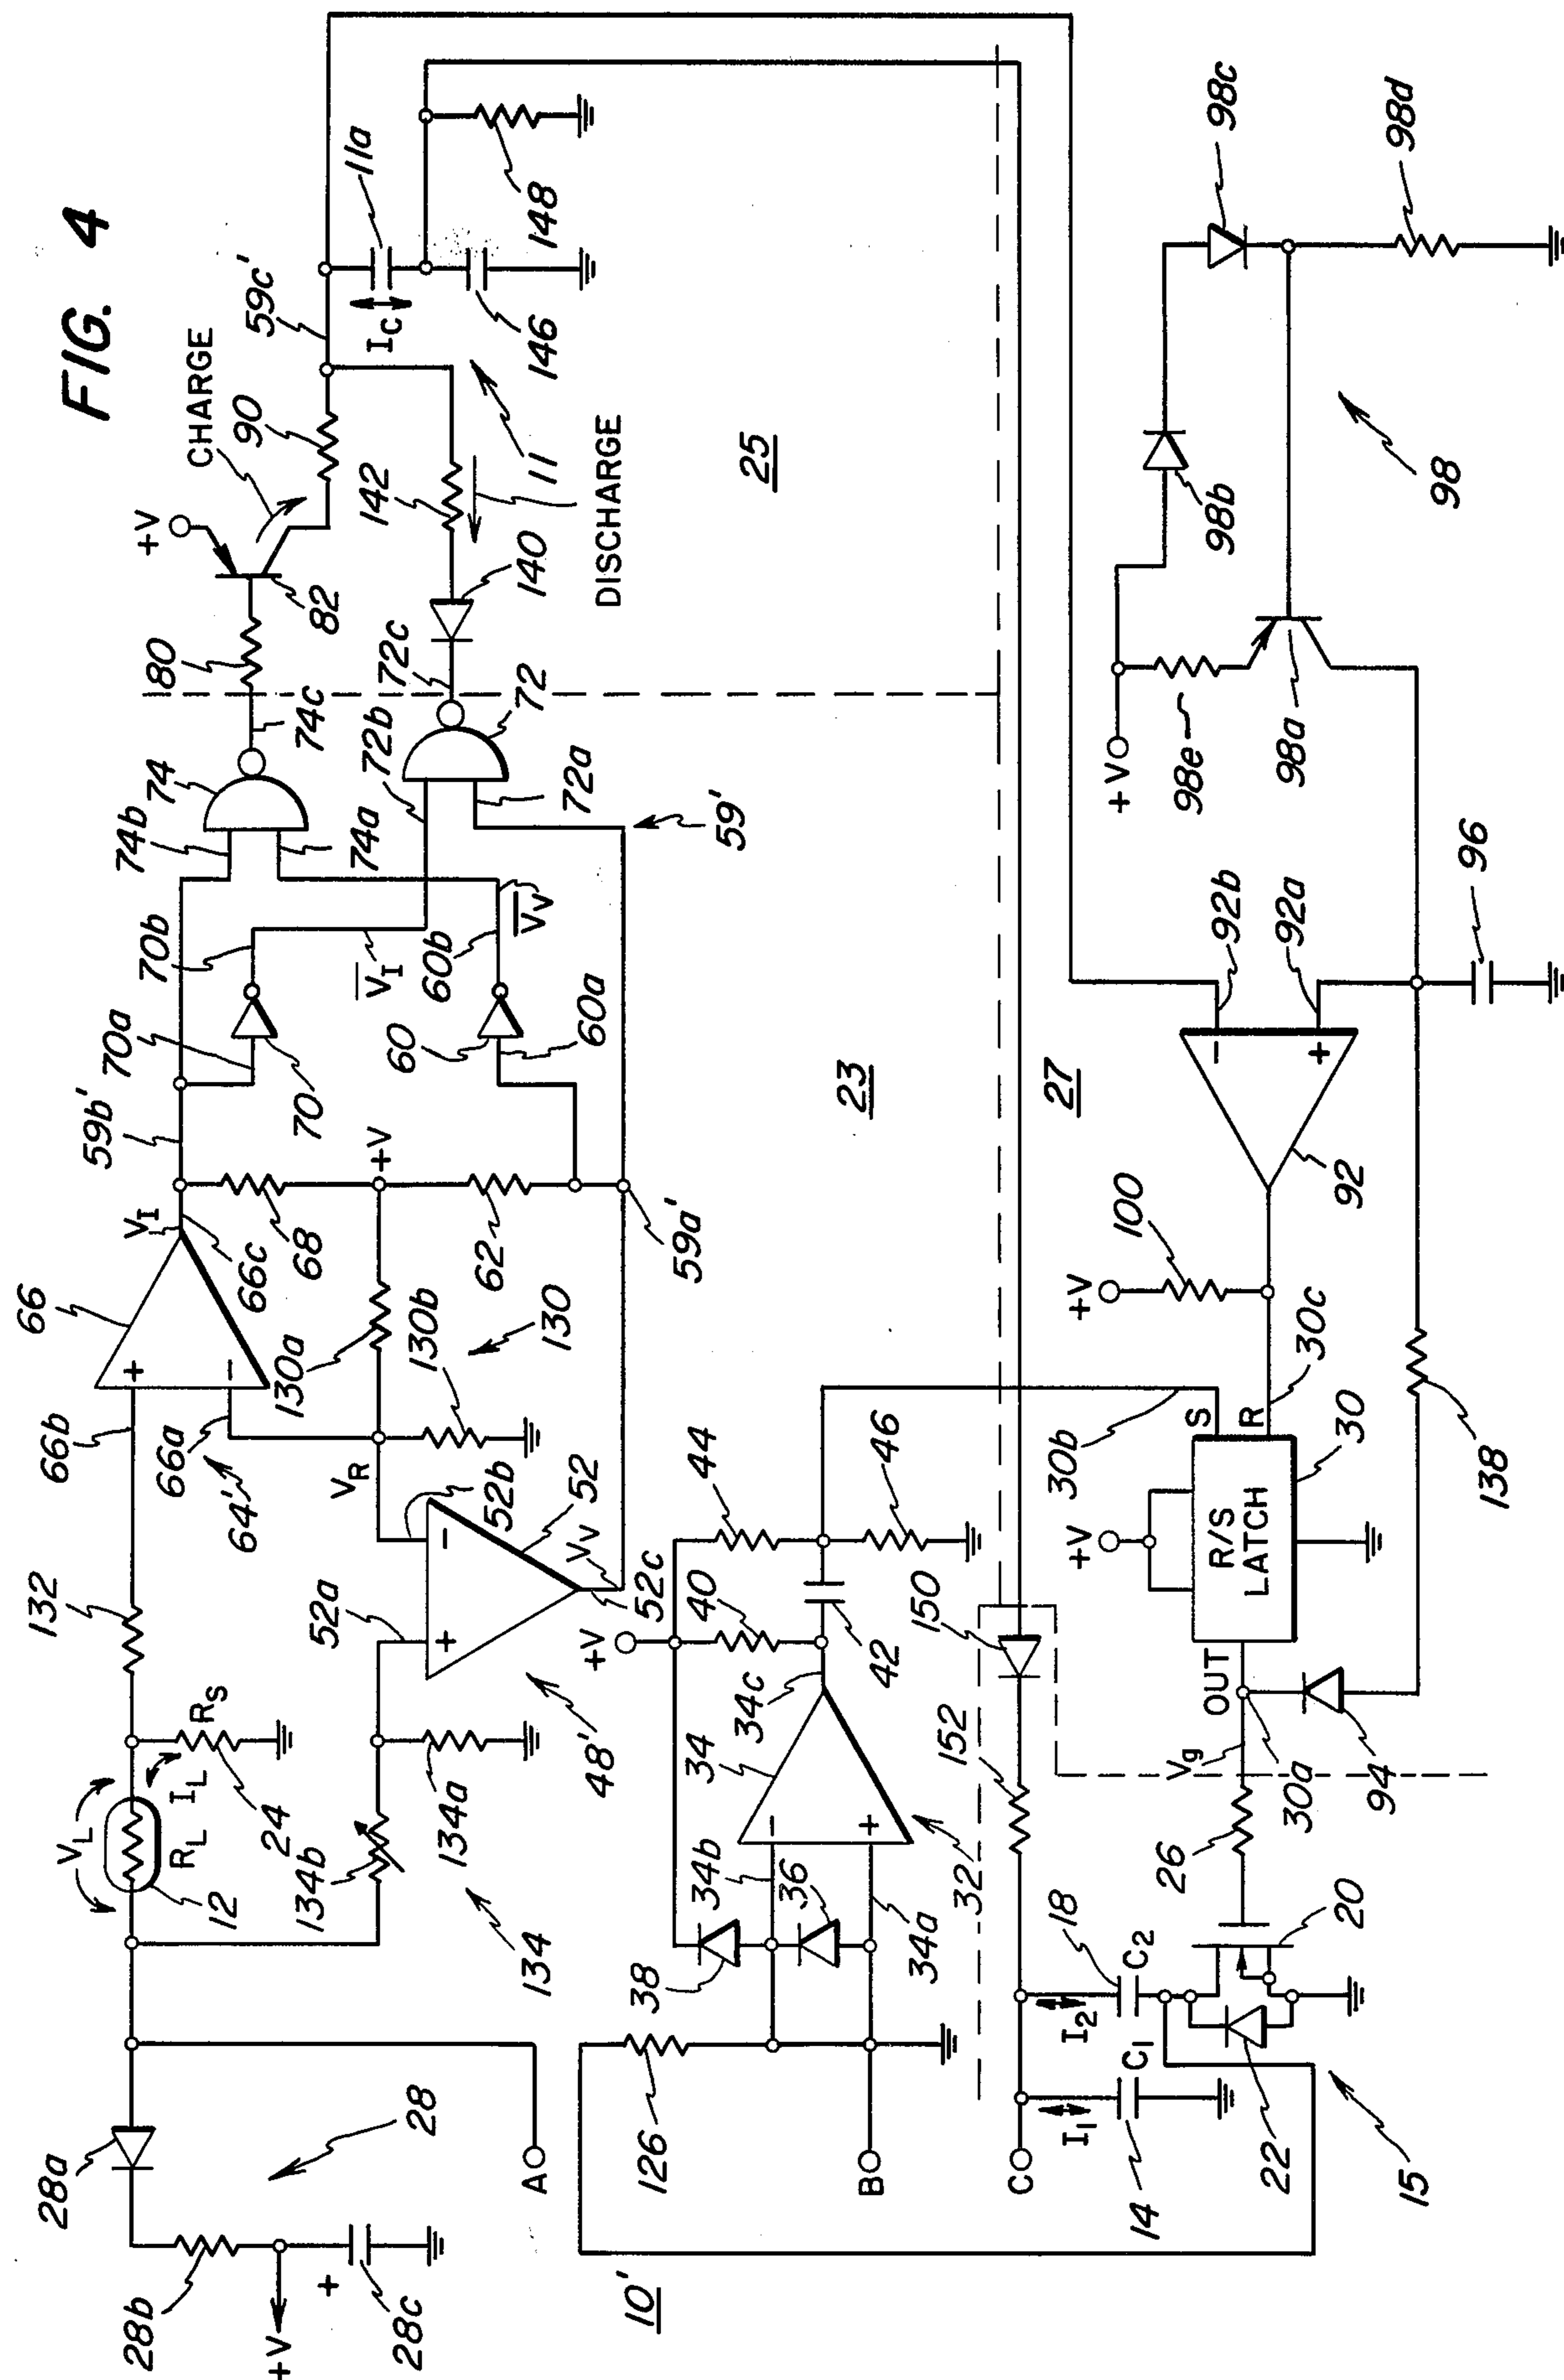 FIG. 4
28a
28
28b
+V
+
28c
A
10'
VL
RL
IL
RS
12
24
132
134b
134a
134
48'
66b
66a
64'
66
+
-
VI
66c
68
130a
130b
130
VR
52b
52a
+
-
52
VV
52c
62
+V
59a'
59b'
70a
70b
70
VI
60
60a
60b
VV
74b
74
74a
74c
72b
72a
72
72c
59'
80
82
+V
CHARGE
90
59c'
142
140
DISCHARGE
IC
11a
11
146
148
25
23
27
126
38
36
34b
34a
34
-
+
34c
32
+V
40
42
44
46
B
C
I1
C1
14
I2
C2
18
22
20
15
152
150
26
Vg
30a
94
OUT
R/S
LATCH
S
R
30b
30c
30
+V
138
100
+V
92
-
+
92b
92a
96
+V
98e
98a
98b
98c
98d
98